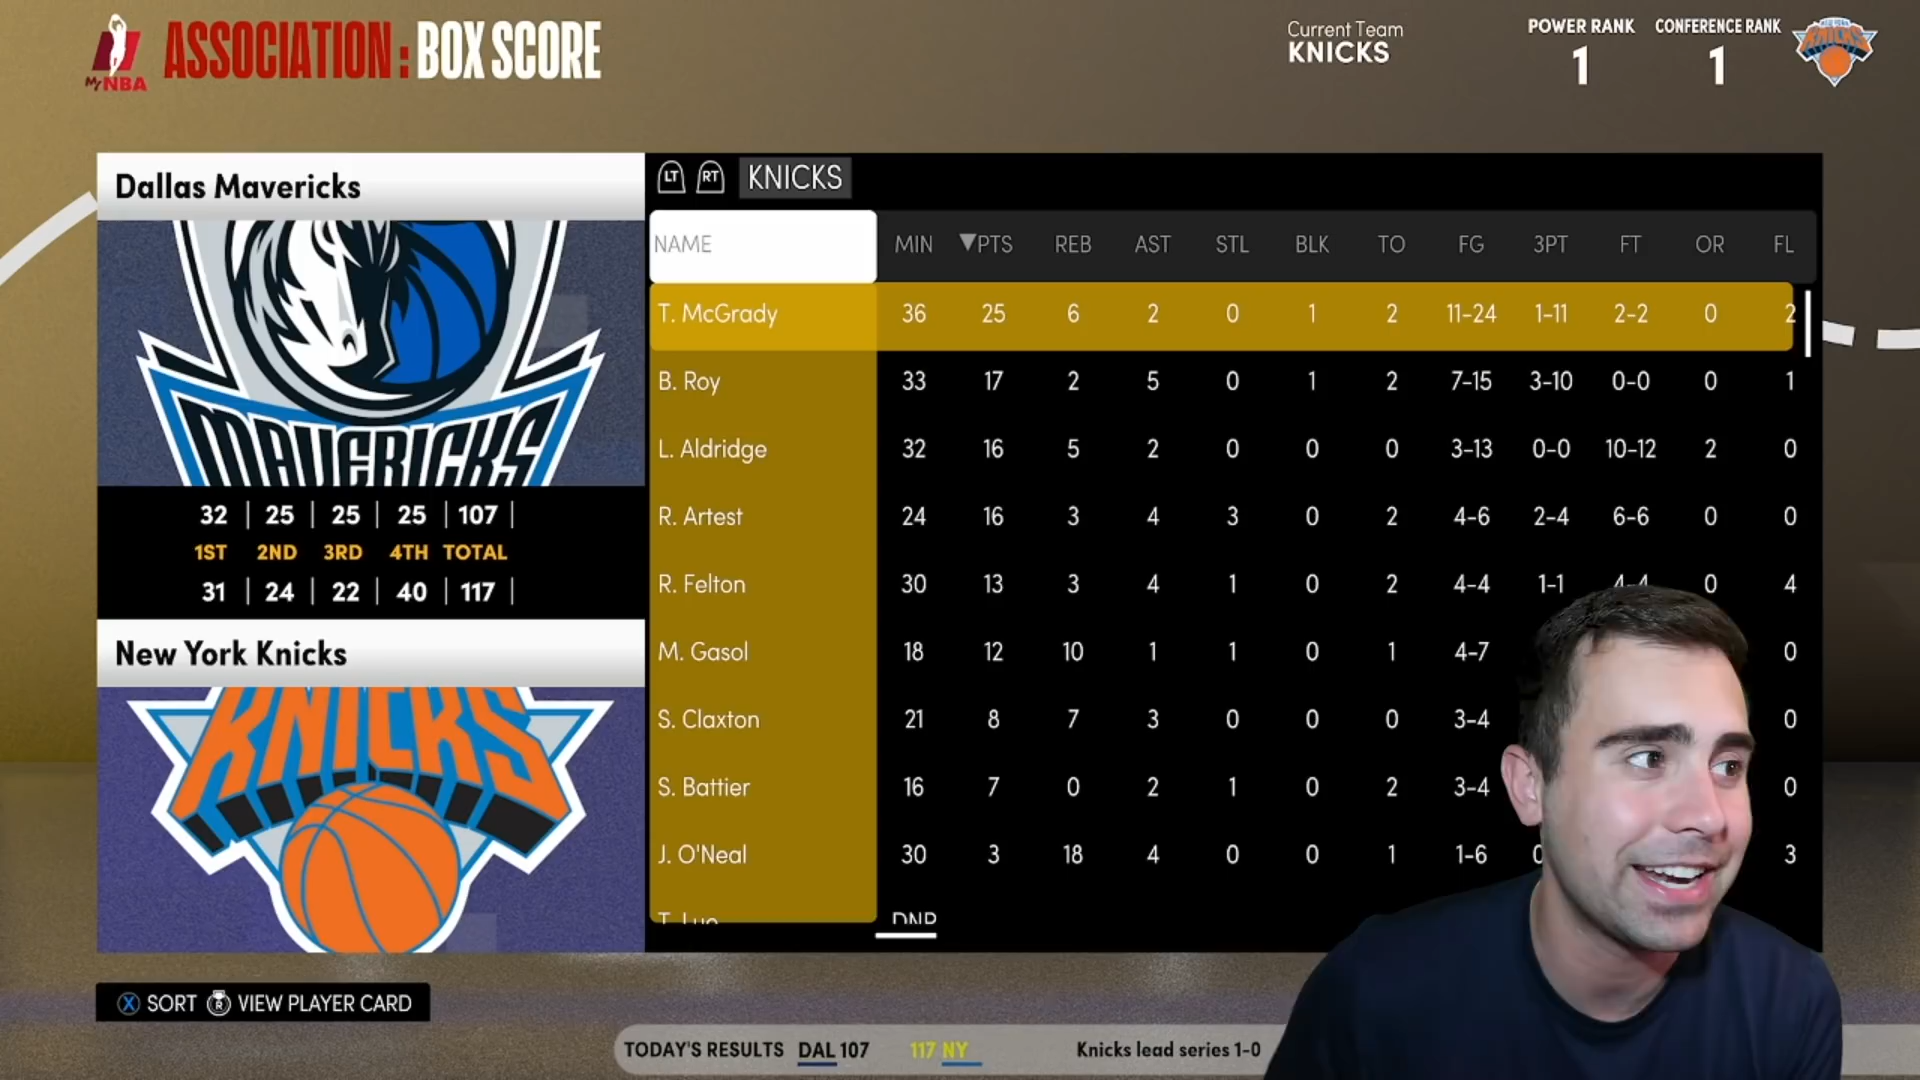 MyNBA
ASSOCIATION : BOX SCORE
Current Team
KNICKS
POWER RANK
1
CONFERENCE RANK
1
NEW YORK
KNICKS
Dallas Mavericks
MAVERICKS
32 | 25 | 25 | 25 | 107 |
1ST 2ND 3RD 4TH TOTAL
31 | 24 | 22 | 40 | 117 |
New York Knicks
KNICKS
LT RT KNICKS
NAME MIN ▼PTS REB AST STL BLK TO FG 3PT FT OR FL
T. McGrady 36 25 6 2 0 1 2 11-24 1-11 2-2 0 2
B. Roy 33 17 2 5 0 1 2 7-15 3-10 0-0 0 1
L. Aldridge 32 16 5 2 0 0 0 3-13 0-0 10-12 2 0
R. Artest 24 16 3 4 3 0 2 4-6 2-4 6-6 0 0
R. Felton 30 13 3 4 1 0 2 4-4 1-1 4-4 0 4
M. Gasol 18 12 10 1 1 0 1 4-7 0
S. Claxton 21 8 7 3 0 0 0 3-4 0
S. Battier 16 7 0 2 1 0 2 3-4 0
J. O'Neal 30 3 18 4 0 0 1 1-6 3
T. Lue DNP
X SORT R VIEW PLAYER CARD
TODAY'S RESULTS DAL 107 117 NY Knicks lead series 1-0